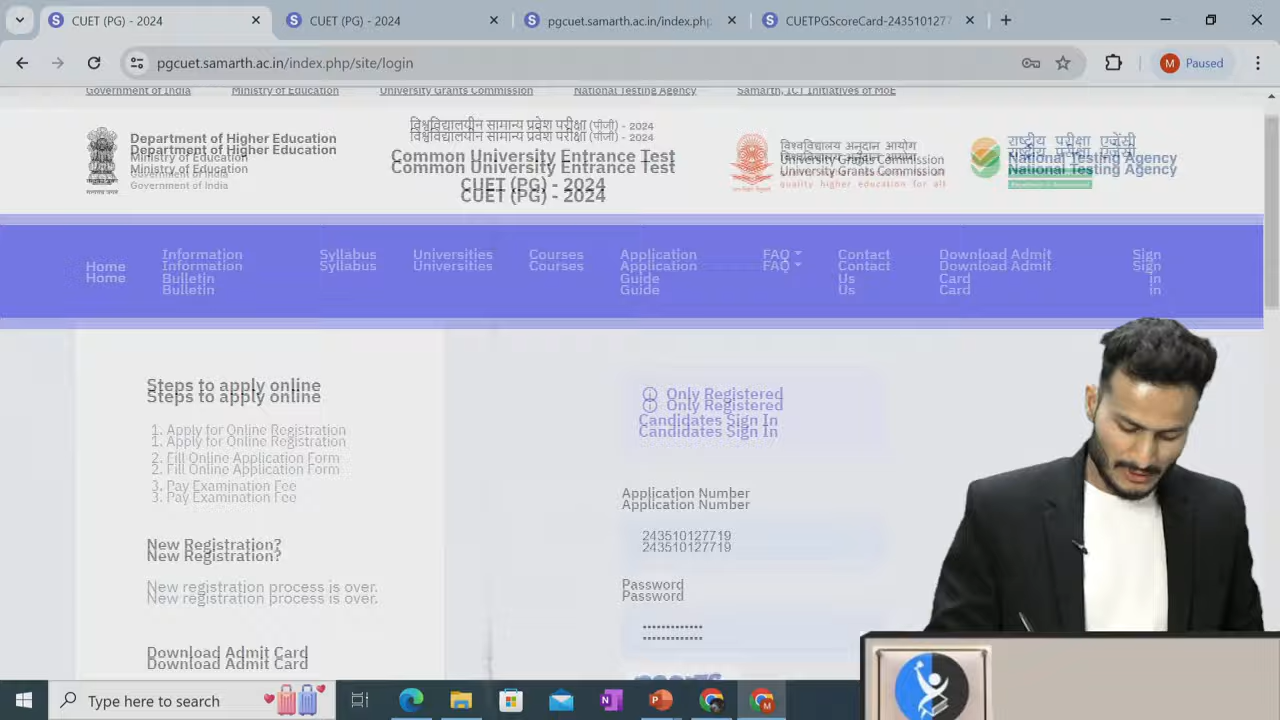 CUET (PG) - 2024
CUET (PG) - 2024
pgcuet.samarth.ac.in/index.php/
CUETPGScoreCard-2435101277
pgcuet.samarth.ac.in/index.php/site/login
M Paused
Government of India
Ministry of Education
University Grants Commission
National Testing Agency
Samarth, ICT Initiatives of MoE
Department of Higher Education
Ministry of Education
Government of India
विश्वविद्यालयीन सामान्य प्रवेश परीक्षा (पीजी) - 2024
Common University Entrance Test
CUET (PG) - 2024
विश्वविद्यालय अनुदान आयोग
University Grants Commission
quality higher education for all
राष्ट्रीय परीक्षा एजेंसी
National Testing Agency
Home
Information Bulletin
Syllabus
Universities
Courses
Application Guide
FAQ
Contact Us
Download Admit Card
Sign in
Steps to apply online
1. Apply for Online Registration
2. Fill Online Application Form
3. Pay Examination Fee
New Registration?
New registration process is over.
Download Admit Card
Only Registered
Candidates Sign In
Application Number
243510127719
Password
Type here to search